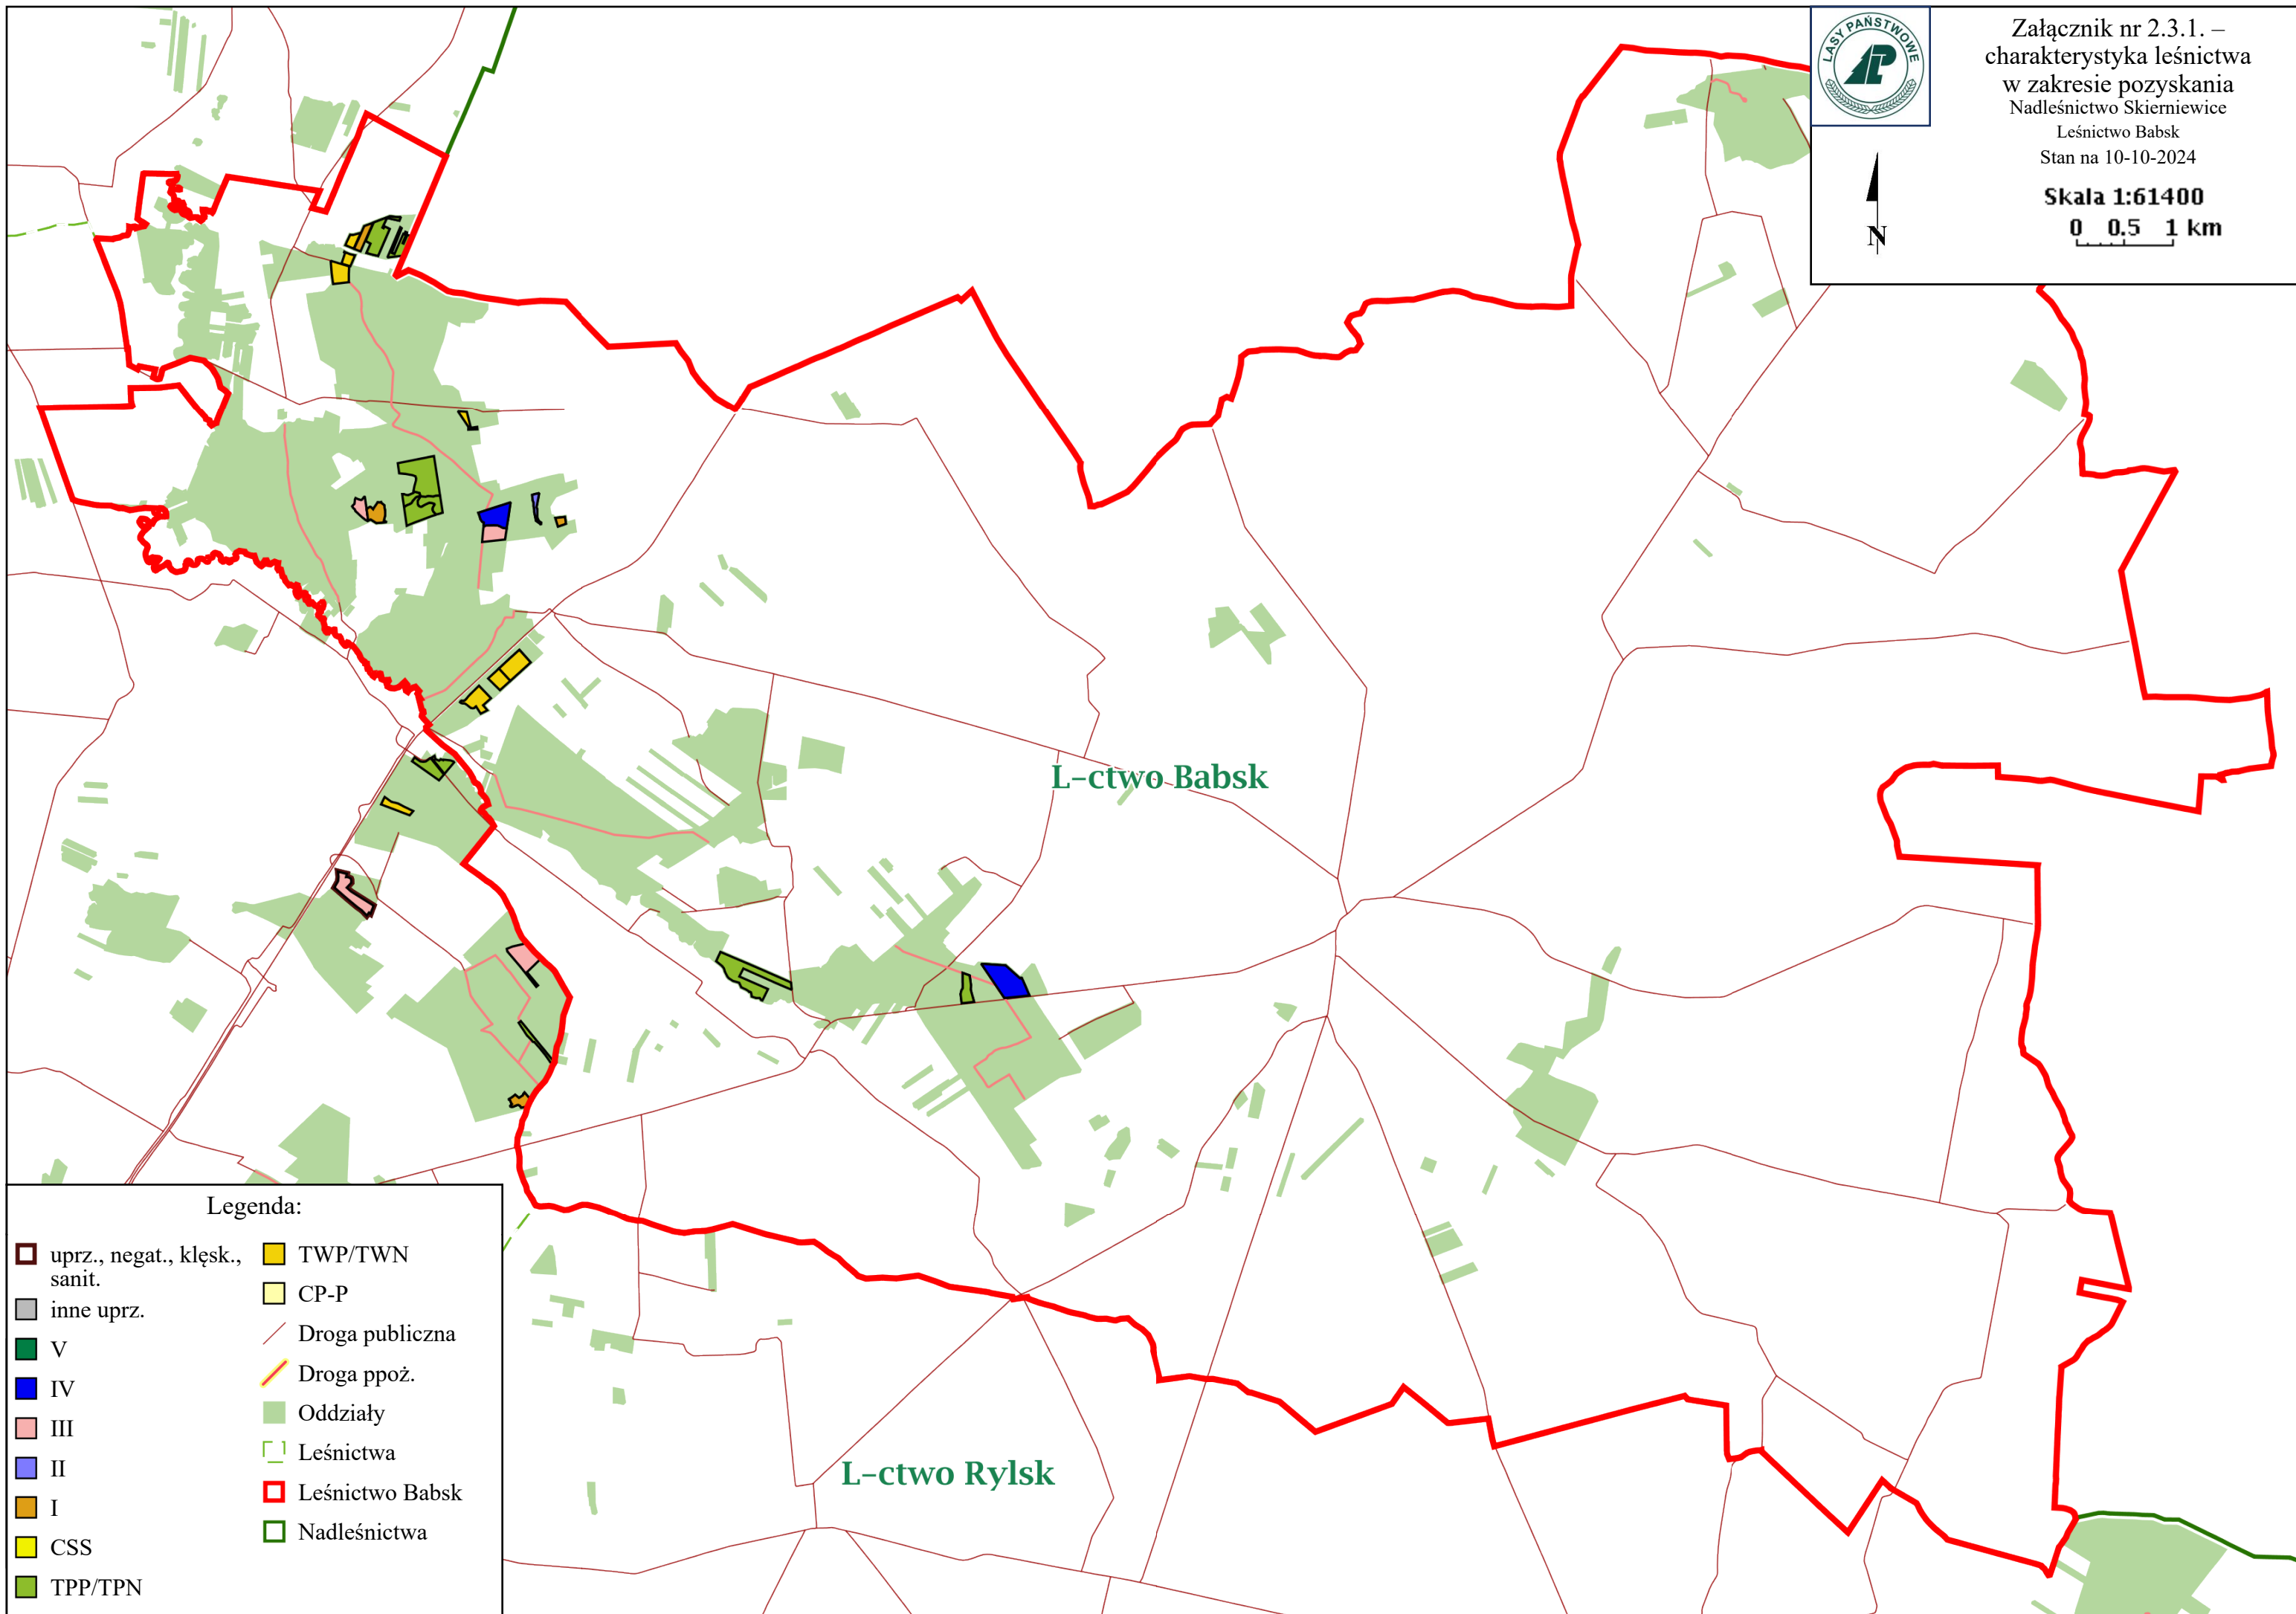 LASY PAŃSTWOWE
LP
Załącznik nr 2.3.1. –
charakterystyka leśnictwa
w zakresie pozyskania
Nadleśnictwo Skierniewice
Leśnictwo Babsk
Stan na 10-10-2024
Skala 1:61400
0 0.5 1 km
N
L-ctwo Babsk
L-ctwo Rylsk
Legenda:
uprz., negat., klęsk.,
sanit.
inne uprz.
V
IV
III
II
I
CSS
TPP/TPN
TWP/TWN
CP-P
Droga publiczna
Droga ppoż.
Oddziały
Leśnictwa
Leśnictwo Babsk
Nadleśnictwa